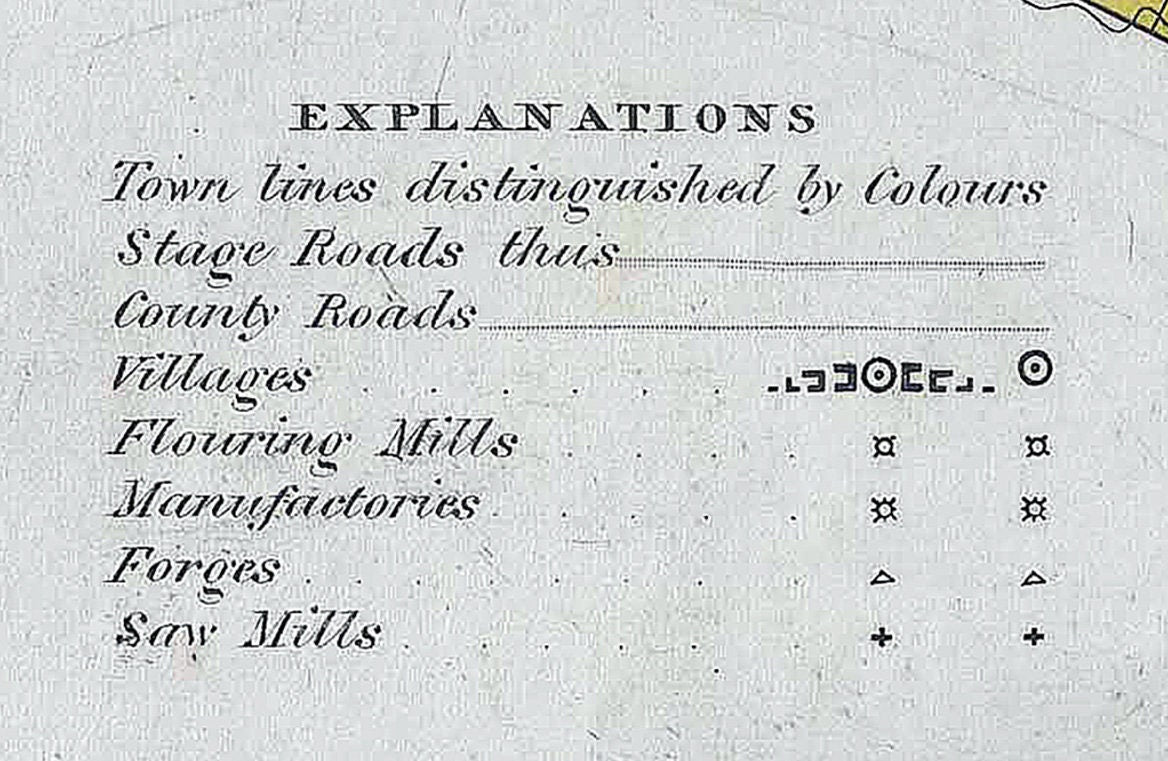 EXPLANATIONS
Town lines distinguished by Colours
Stage Roads thus
County Roads
Villages
Flouring Mills
Manufactories
Forges
Saw Mills